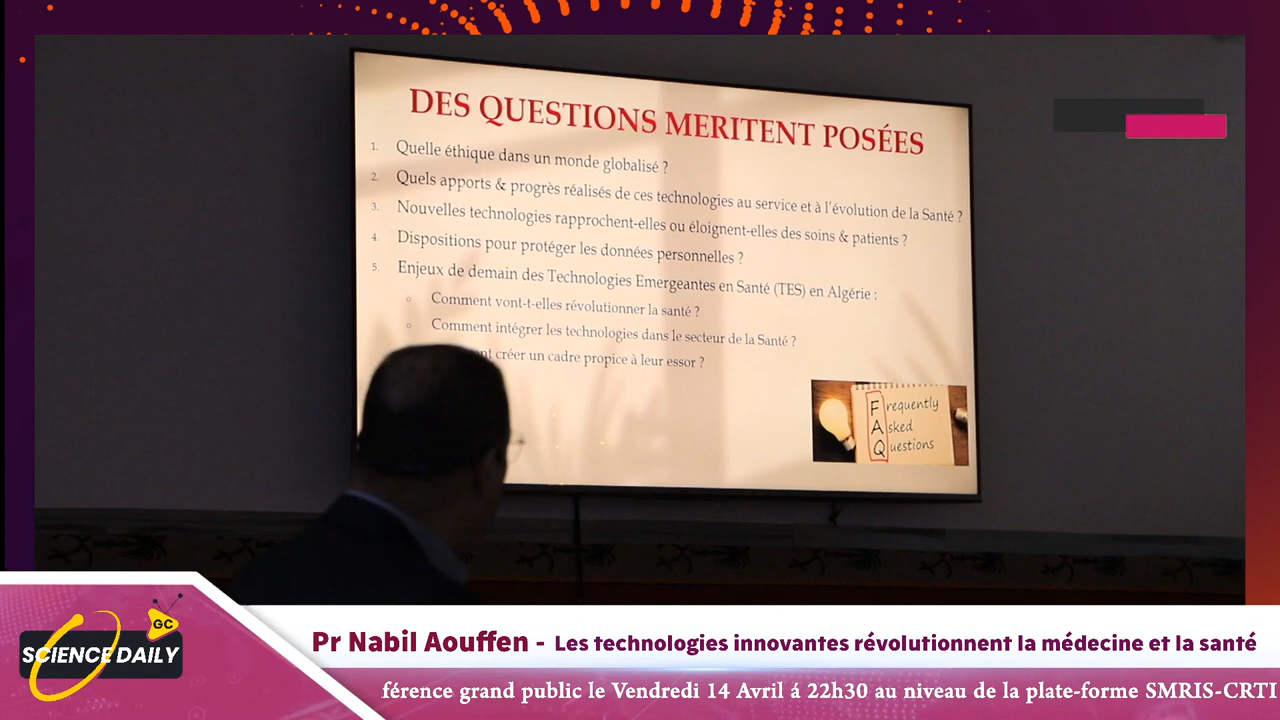 DES QUESTIONS MERITENT POSÉES
1. Quelle éthique dans un monde globalisé ?
2. Quels apports & progrès réalisés de ces technologies au service et à l'évolution de la Santé ?
3. Nouvelles technologies rapprochent-elles ou éloignent-elles des soins & patients ?
4. Dispositions pour protéger les données personnelles ?
5. Enjeux de demain des Technologies Emergeantes en Santé (TES) en Algérie :
Comment vont-t-elles révolutionner la santé ?
Comment intégrer les technologies dans le secteur de la Santé ?
créer un cadre propice à leur essor ?
Frequently
Asked
Questions
GC
SCIENCE DAILY
Pr Nabil Aouffen - Les technologies innovantes révolutionnent la médecine et la santé
férence grand public le Vendredi 14 Avril á 22h30 au niveau de la plate-forme SMRIS-CRTI